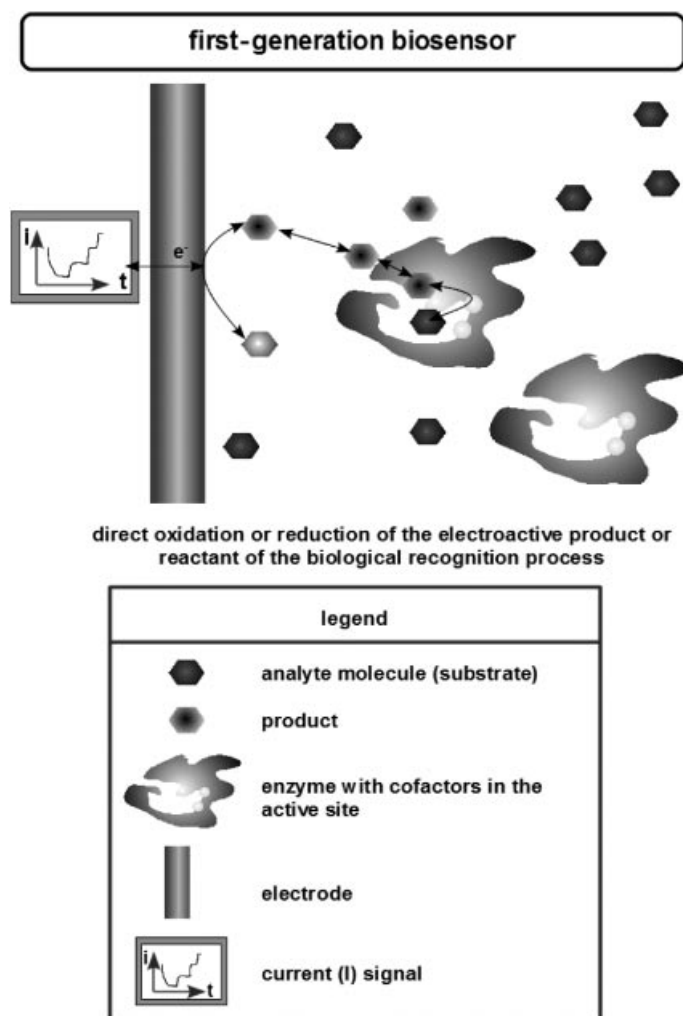 first-generation biosensor
i
t
e-
direct oxidation or reduction of the electroactive product or
reactant of the biological recognition process
legend
analyte molecule (substrate)
product
enzyme with cofactors in the
active site
electrode
i
t
current (I) signal